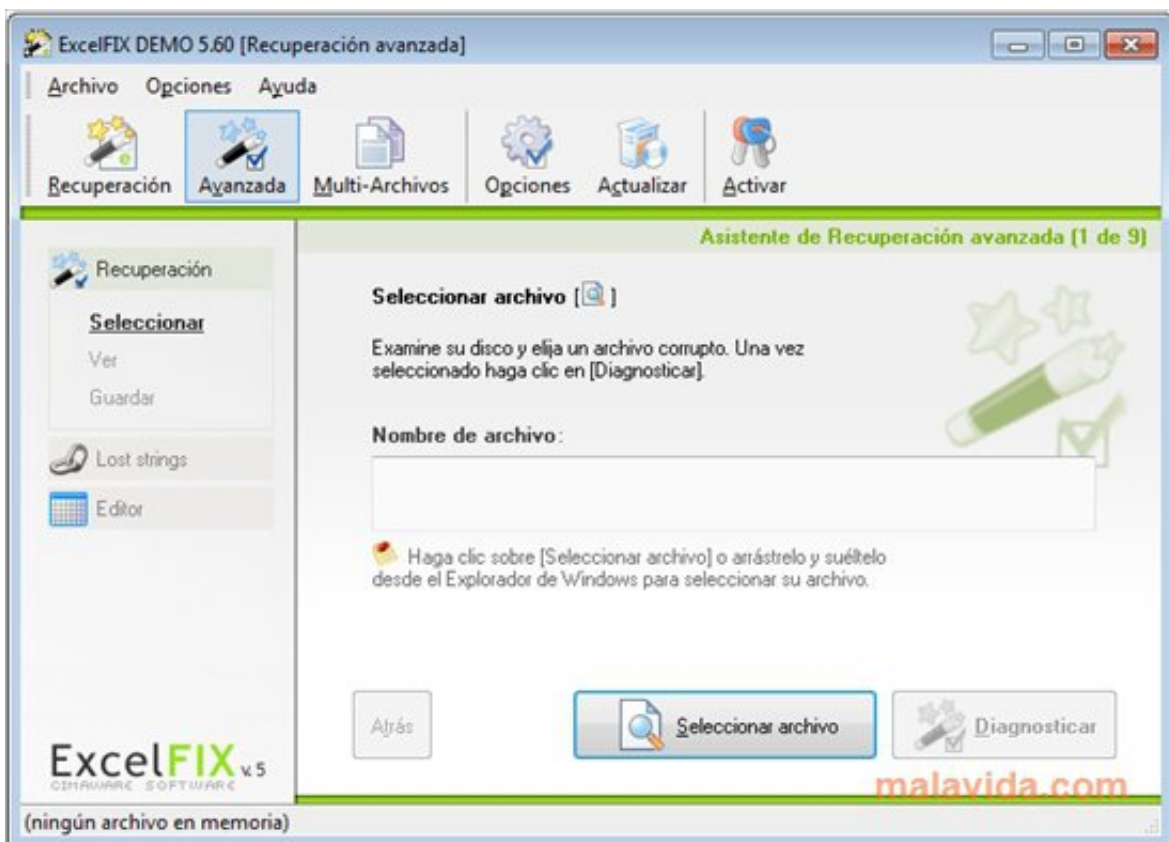 ExcelFIX DEMO 5.60 [Recuperación avanzada]
Archivo Opciones Ayuda
Recuperación Avanzada Multi-Archivos Opciones Actualizar Activar
Asistente de Recuperación avanzada (1 de 9)
Recuperación
Seleccionar
Ver
Guardar
Lost strings
Editor
Seleccionar archivo [ ]
Examine su disco y elija un archivo corrupto. Una vez
seleccionado haga clic en [Diagnosticar].
Nombre de archivo:
Haga clic sobre [Seleccionar archivo] o arrástrelo y suéltelo
desde el Explorador de Windows para seleccionar su archivo.
Atrás Seleccionar archivo Diagnosticar
ExcelFIX v.5
CIMAWARE SOFTWARE
malavida.com
(ningún archivo en memoria)